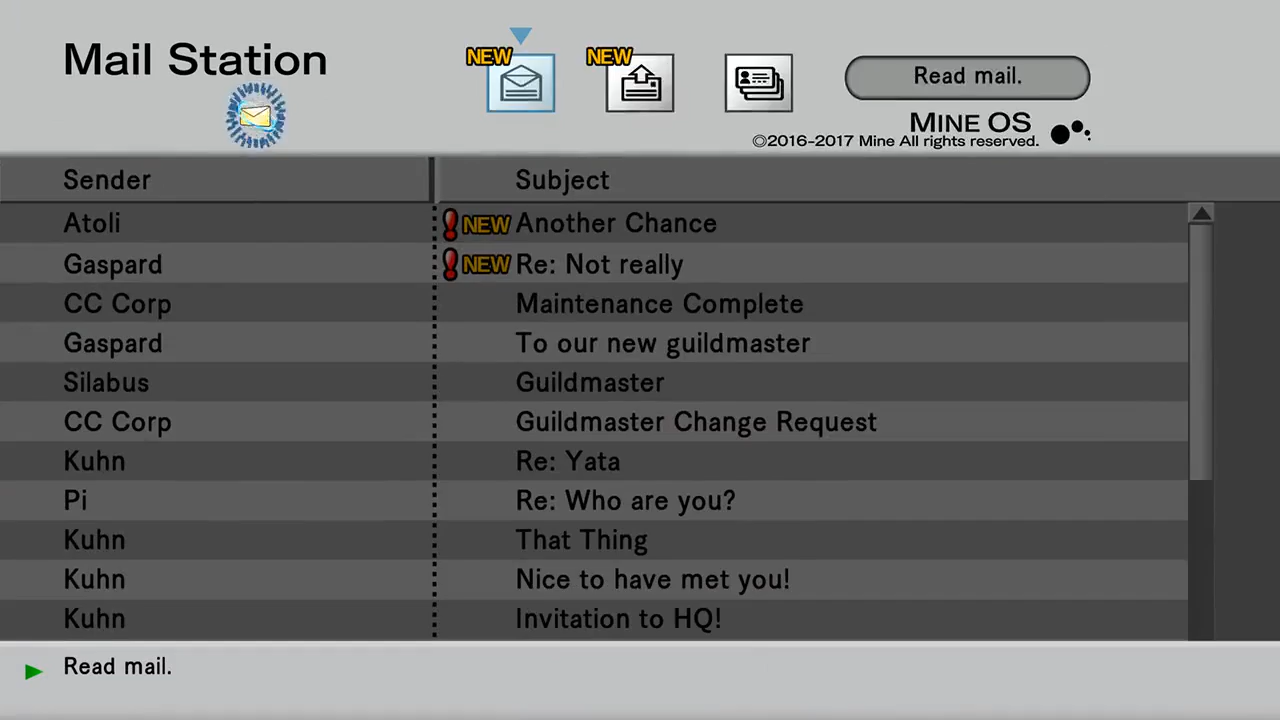 Mail Station
NEW
NEW
Read mail.
MINE OS
©2016-2017 Mine All rights reserved.
Sender Subject
Atoli NEW Another Chance
Gaspard NEW Re: Not really
CC Corp Maintenance Complete
Gaspard To our new guildmaster
Silabus Guildmaster
CC Corp Guildmaster Change Request
Kuhn Re: Yata
Pi Re: Who are you?
Kuhn That Thing
Kuhn Nice to have met you!
Kuhn Invitation to HQ!
Read mail.